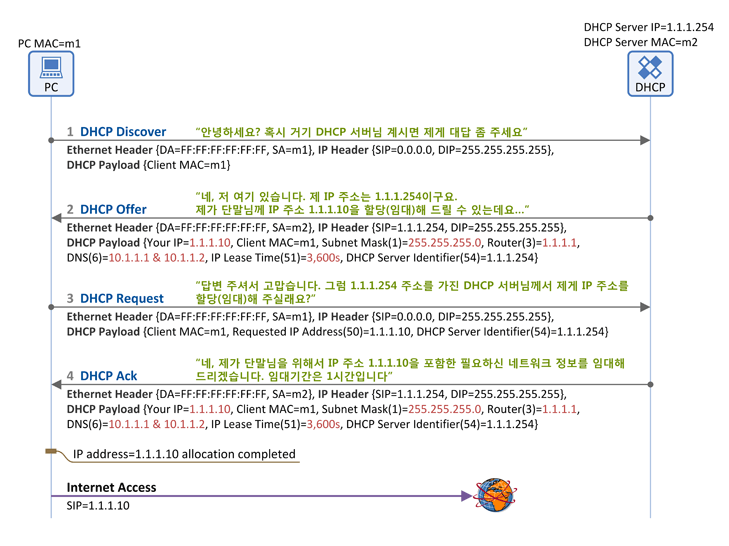 DHCP Server IP=1.1.1.254
PC MAC=m1
DHCP Server MAC=m2
PC
DHCP
1 DHCP Discover
“안녕하세요? 혹시 거기 DHCP 서버님 계시면 제게 대답 좀 주세요”
Ethernet Header {DA=FF:FF:FF:FF:FF:FF, SA=m1}, IP Header {SIP=0.0.0.0, DIP=255.255.255.255},
DHCP Payload {Client MAC=m1}
“네, 저 여기 있습니다. 제 IP 주소는 1.1.1.254이구요.
2 DHCP Offer
제가 단말님께 IP 주소 1.1.1.10을 할당(임대)해 드릴 수 있는데요...”
Ethernet Header {DA=FF:FF:FF:FF:FF:FF, SA=m2}, IP Header {SIP=1.1.1.254, DIP=255.255.255.255},
DHCP Payload {Your IP=1.1.1.10, Client MAC=m1, Subnet Mask(1)=255.255.255.0, Router(3)=1.1.1.1,
DNS(6)=10.1.1.1 & 10.1.1.2, IP Lease Time(51)=3,600s, DHCP Server Identifier(54)=1.1.1.254}
“답변 주셔서 고맙습니다. 그럼 1.1.1.254 주소를 가진 DHCP 서버님께서 제게 IP 주소를
3 DHCP Request
할당(임대)해 주실래요?”
Ethernet Header {DA=FF:FF:FF:FF:FF:FF, SA=m1}, IP Header {SIP=0.0.0.0, DIP=255.255.255.255},
DHCP Payload {Client MAC=m1, Requested IP Address(50)=1.1.1.10, DHCP Server Identifier(54)=1.1.1.254}
“네, 제가 단말님을 위해서 IP 주소 1.1.1.10을 포함한 필요하신 네트워크 정보를 임대해
4 DHCP Ack
드리겠습니다. 임대기간은 1시간입니다”
Ethernet Header {DA=FF:FF:FF:FF:FF:FF, SA=m2}, IP Header {SIP=1.1.1.254, DIP=255.255.255.255},
DHCP Payload {Your IP=1.1.1.10, Client MAC=m1, Subnet Mask(1)=255.255.255.0, Router(3)=1.1.1.1,
DNS(6)=10.1.1.1 & 10.1.1.2, IP Lease Time(51)=3,600s, DHCP Server Identifier(54)=1.1.1.254}
IP address=1.1.1.10 allocation completed
Internet Access
SIP=1.1.1.10